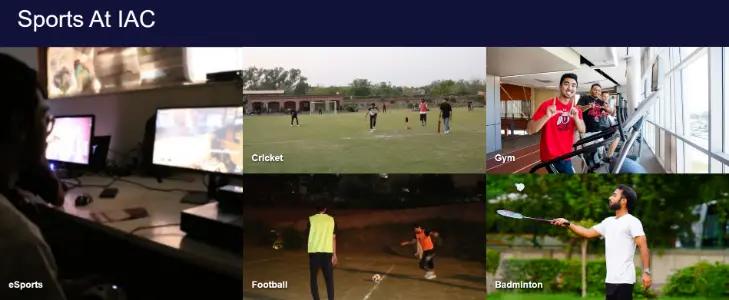 Sports At IAC
Cricket
Gym
eSports
Football
Badminton